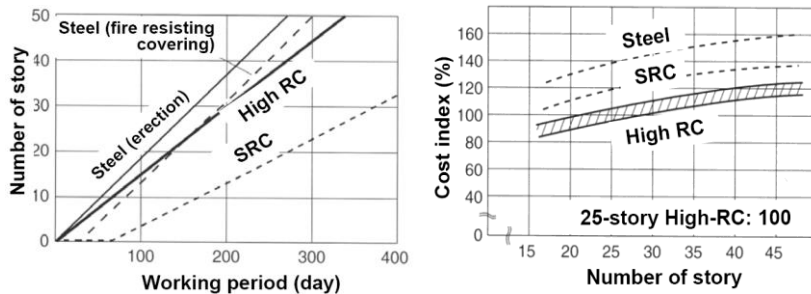 Number of story
50
40
30
20
10
0
Steel (fire resisting
covering)
Steel (erection)
High RC
SRC
100
200
300
400
Working period (day)
Cost index (%)
160
140
120
100
80
60
40
0
Steel
SRC
High RC
25-story High-RC: 100
15
20
25
30
35
40
45
Number of story